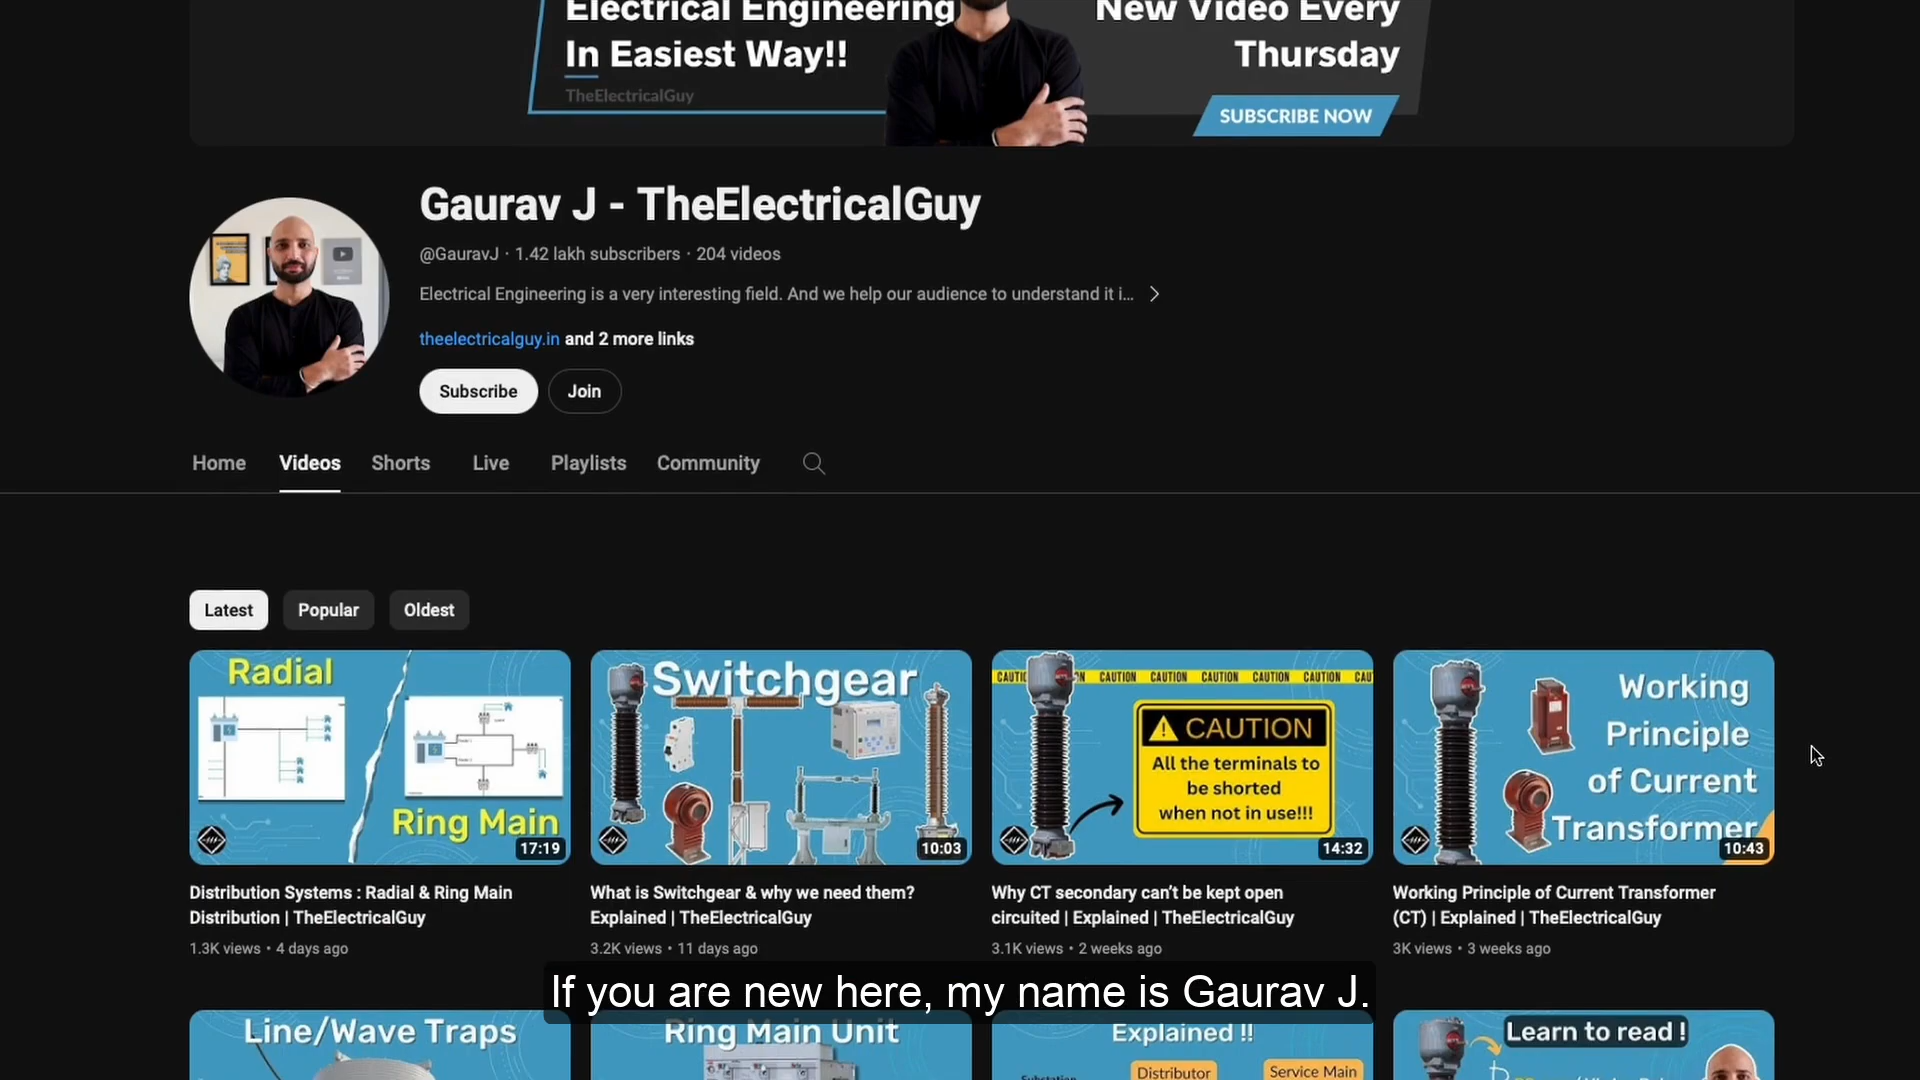 Electrical Engineering
In Easiest Way!!
TheElectricalGuy
New Video Every
Thursday
SUBSCRIBE NOW
Gaurav J - TheElectricalGuy
@GauravJ · 1.42 lakh subscribers · 204 videos
Electrical Engineering is a very interesting field. And we help our audience to understand it i...
theelectricalguy.in and 2 more links
Subscribe
Join
Home
Videos
Shorts
Live
Playlists
Community
Latest
Popular
Oldest
Radial
Ring Main
17:19
Switchgear
10:03
CAUTION CAUTION CAUTION CAUTION CAUTION
CAUTION
All the terminals to
be shorted
when not in use!!!
14:32
Working
Principle
of Current
Transformer
10:43
Distribution Systems : Radial & Ring Main
Distribution | TheElectricalGuy
1.3K views • 4 days ago
What is Switchgear & why we need them?
Explained | TheElectricalGuy
3.2K views • 11 days ago
Why CT secondary can't be kept open
circuited | Explained | TheElectricalGuy
3.1K views • 2 weeks ago
Working Principle of Current Transformer
(CT) | Explained | TheElectricalGuy
3K views • 3 weeks ago
If you are new here, my name is Gaurav J.
Line/Wave Traps
Ring Main Unit
Explained !!
Distributor
Service Main
Learn to read !